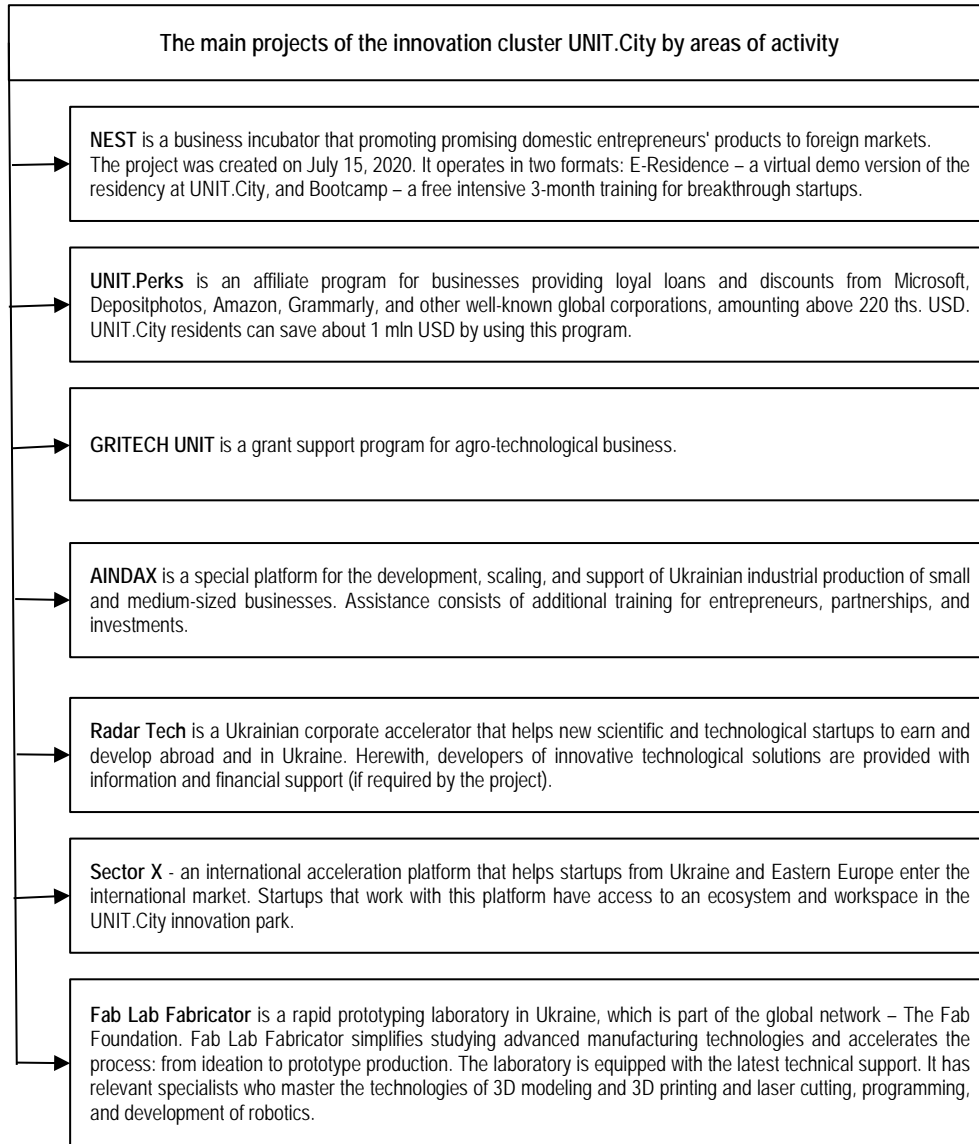 The main projects of the innovation cluster UNIT.City by areas of activity
NEST is a business incubator that promoting promising domestic entrepreneurs' products to foreign markets.
The project was created on July 15, 2020. It operates in two formats: E-Residence – a virtual demo version of the
residency at UNIT.City, and Bootcamp – a free intensive 3-month training for breakthrough startups.
UNIT.Perks is an affiliate program for businesses providing loyal loans and discounts from Microsoft,
Depositphotos, Amazon, Grammarly, and other well-known global corporations, amounting above 220 ths. USD.
UNIT.City residents can save about 1 mln USD by using this program.
GRITECH UNIT is a grant support program for agro-technological business.
AINDAX is a special platform for the development, scaling, and support of Ukrainian industrial production of small
and medium-sized businesses. Assistance consists of additional training for entrepreneurs, partnerships, and
investments.
Radar Tech is a Ukrainian corporate accelerator that helps new scientific and technological startups to earn and
develop abroad and in Ukraine. Herewith, developers of innovative technological solutions are provided with
information and financial support (if required by the project).
Sector X - an international acceleration platform that helps startups from Ukraine and Eastern Europe enter the
international market. Startups that work with this platform have access to an ecosystem and workspace in the
UNIT.City innovation park.
Fab Lab Fabricator is a rapid prototyping laboratory in Ukraine, which is part of the global network – The Fab
Foundation. Fab Lab Fabricator simplifies studying advanced manufacturing technologies and accelerates the
process: from ideation to prototype production. The laboratory is equipped with the latest technical support. It has
relevant specialists who master the technologies of 3D modeling and 3D printing and laser cutting, programming,
and development of robotics.